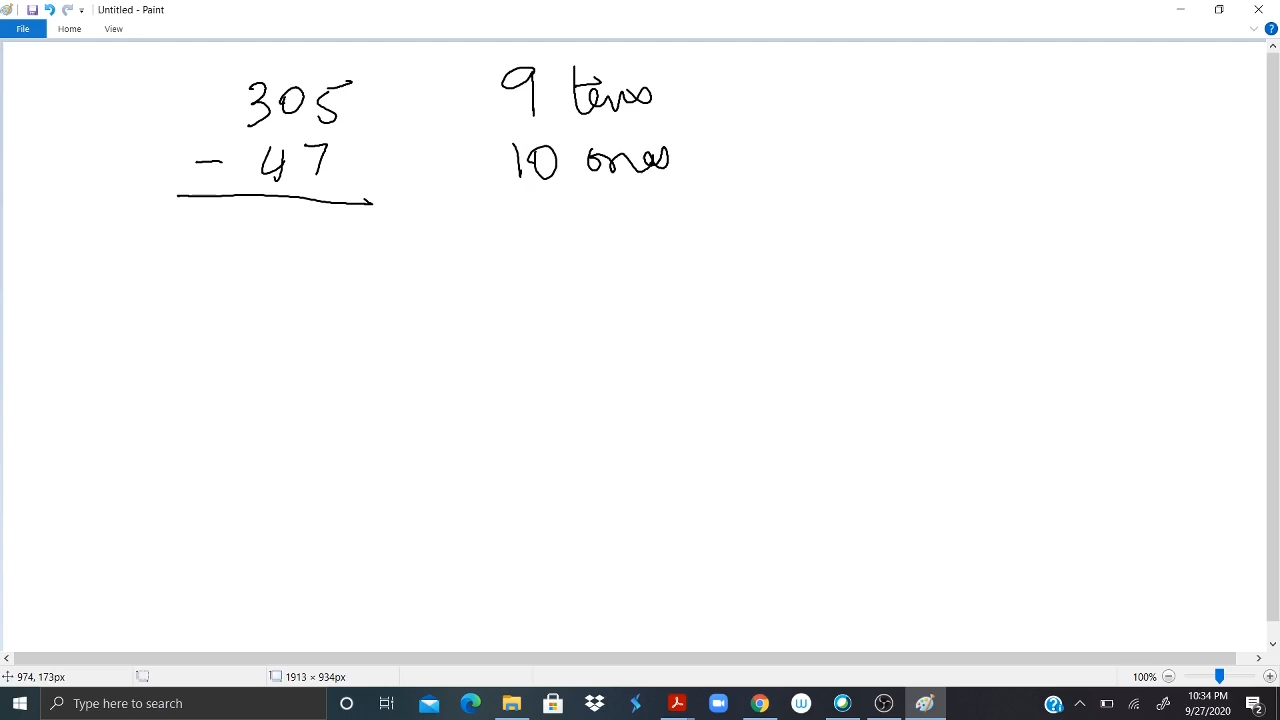 Untitled - Paint
File Home View
305 9 tens
- 47 10 ones
974, 173px 1913 × 934px 100%
Type here to search
10:34 PM
9/27/2020
2